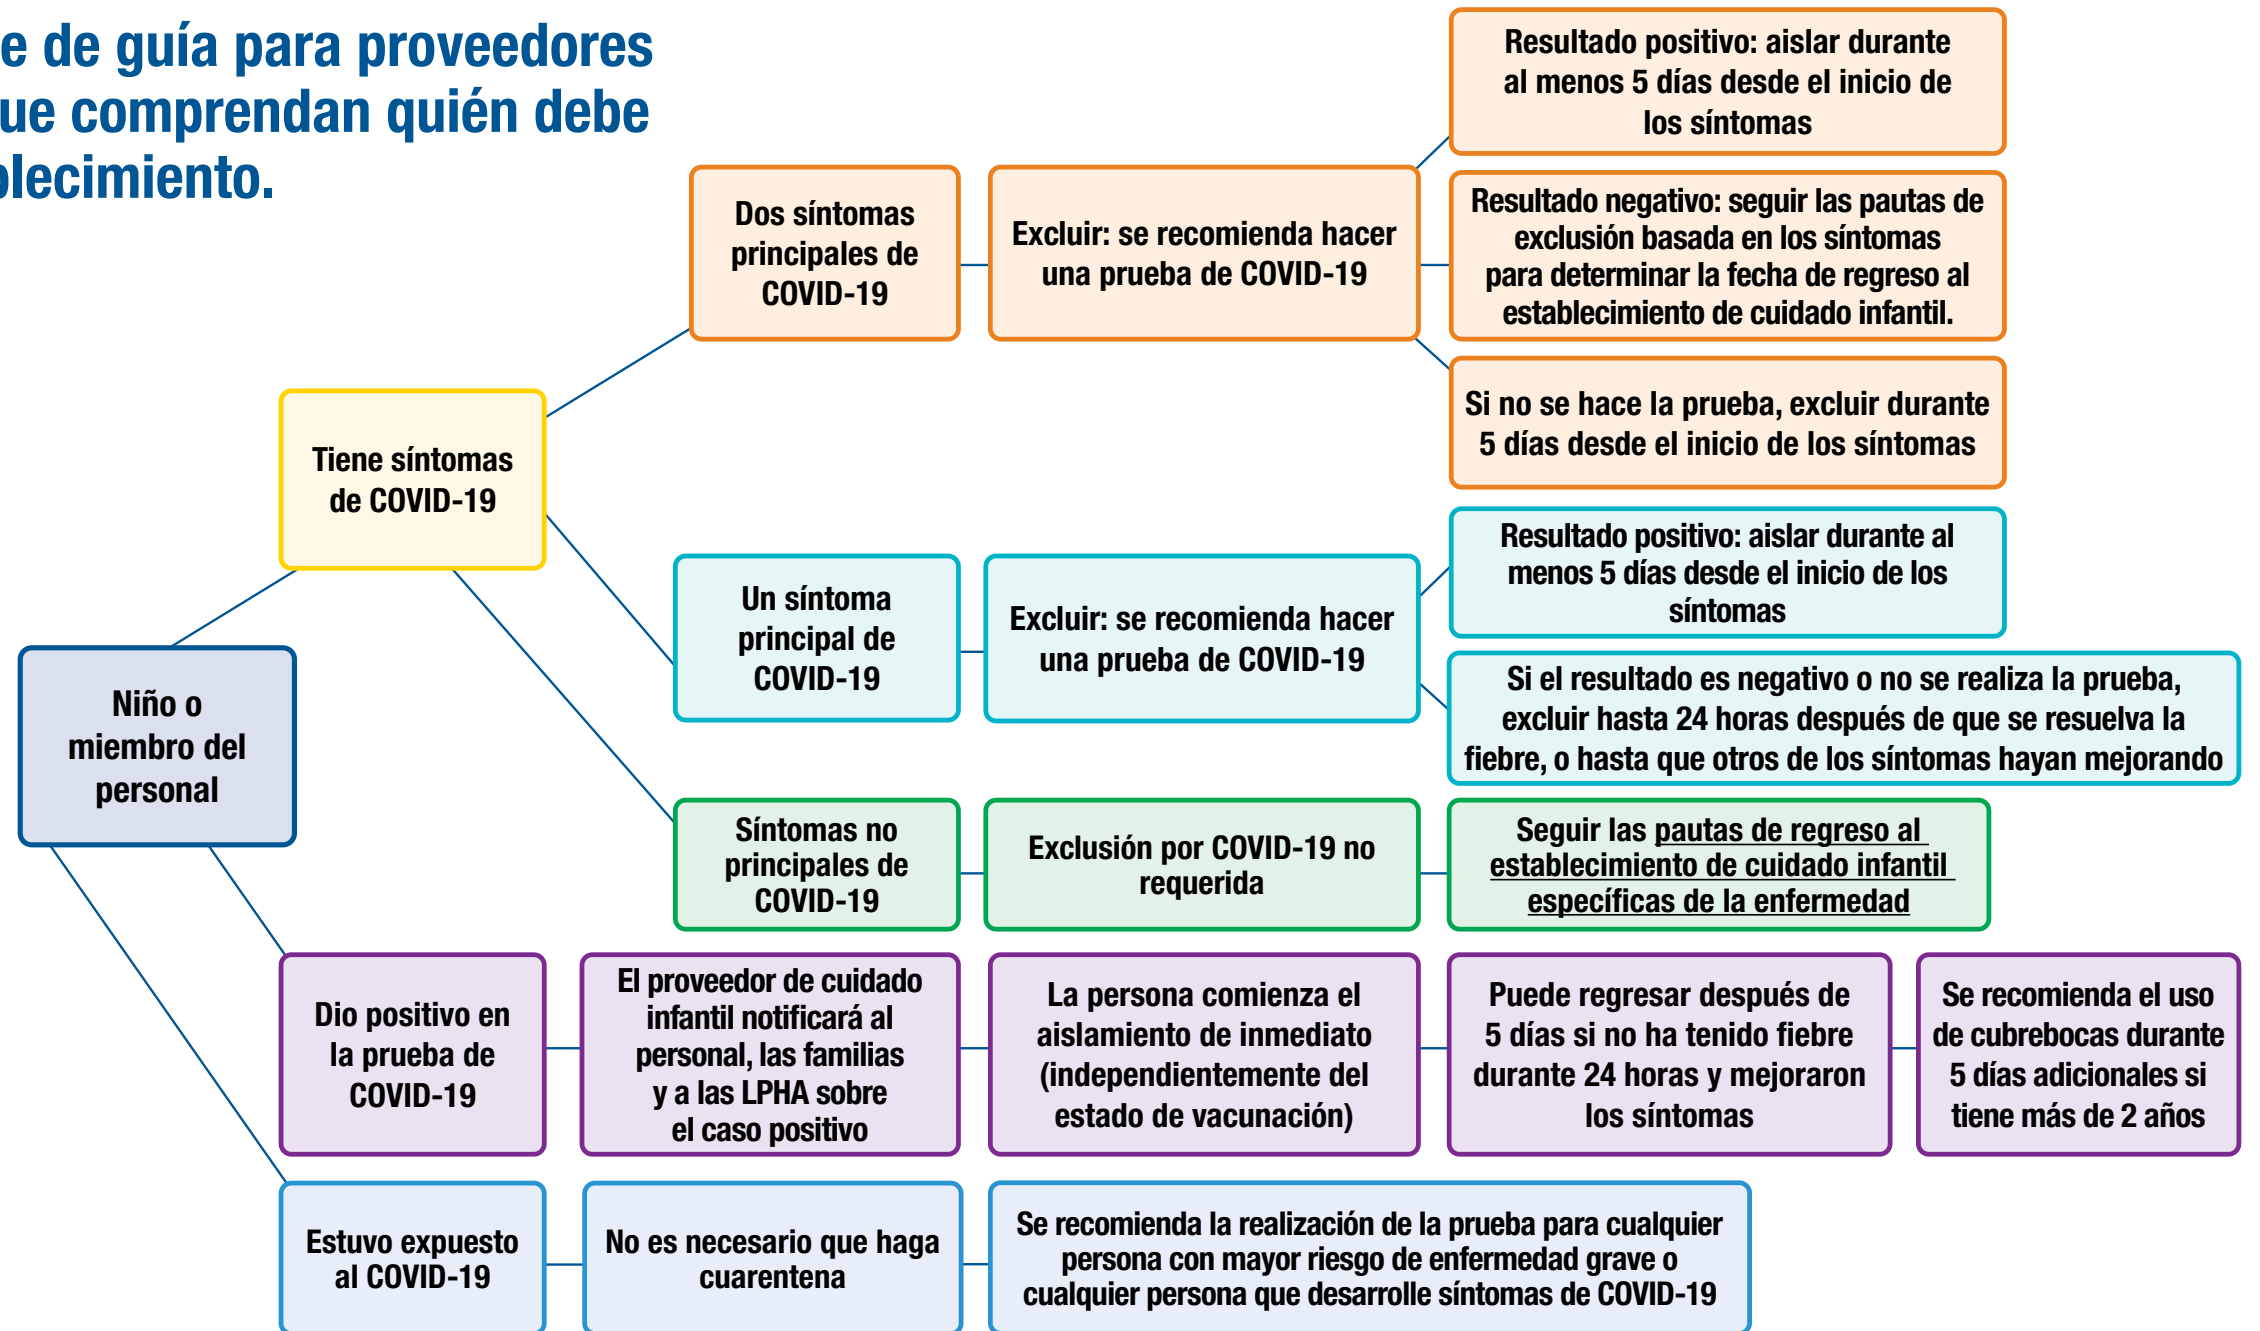 e de guía para proveedores
ue comprendan quién debe
blecimiento.
Niño o
miembro del
personal
Tiene síntomas
de COVID-19
Dos síntomas
principales de
COVID-19
Excluir: se recomienda hacer
una prueba de COVID-19
Resultado positivo: aislar durante
al menos 5 días desde el inicio de
los síntomas
Resultado negativo: seguir las pautas de
exclusión basada en los síntomas
para determinar la fecha de regreso al
establecimiento de cuidado infantil.
Si no se hace la prueba, excluir durante
5 días desde el inicio de los síntomas
Un síntoma
principal de
COVID-19
Excluir: se recomienda hacer
una prueba de COVID-19
Resultado positivo: aislar durante al
menos 5 días desde el inicio de los
síntomas
Si el resultado es negativo o no se realiza la prueba,
excluir hasta 24 horas después de que se resuelva la
fiebre, o hasta que otros de los síntomas hayan mejorando
Síntomas no
principales de
COVID-19
Exclusión por COVID-19 no
requerida
Seguir las pautas de regreso al
establecimiento de cuidado infantil
específicas de la enfermedad
Dio positivo en
la prueba de
COVID-19
El proveedor de cuidado
infantil notificará al
personal, las familias
y a las LPHA sobre
el caso positivo
La persona comienza el
aislamiento de inmediato
(independientemente del
estado de vacunación)
Puede regresar después de
5 días si no ha tenido fiebre
durante 24 horas y mejoraron
los síntomas
Se recomienda el uso
de cubrebocas durante
5 días adicionales si
tiene más de 2 años
Estuvo expuesto
al COVID-19
No es necesario que haga
cuarentena
Se recomienda la realización de la prueba para cualquier
persona con mayor riesgo de enfermedad grave o
cualquier persona que desarrolle síntomas de COVID-19